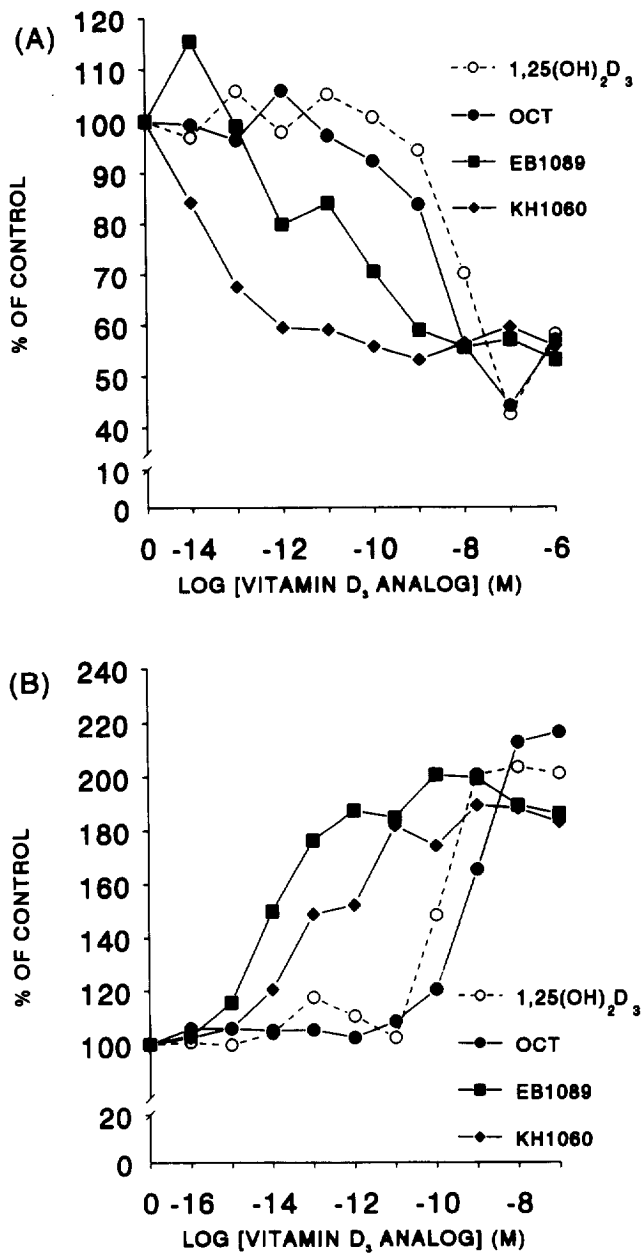 (A)
120
110
100
90
80
70
60
50
40
10
0
% OF CONTROL
1,25(OH)₂D₃
OCT
EB1089
KH1060
0 -14 -12 -10 -8 -6
LOG [VITAMIN D₃ ANALOG] (M)
(B)
240
220
200
180
160
140
120
100
20
0
% OF CONTROL
1,25(OH)₂D₃
OCT
EB1089
KH1060
0 -16 -14 -12 -10 -8
LOG [VITAMIN D₃ ANALOG] (M)